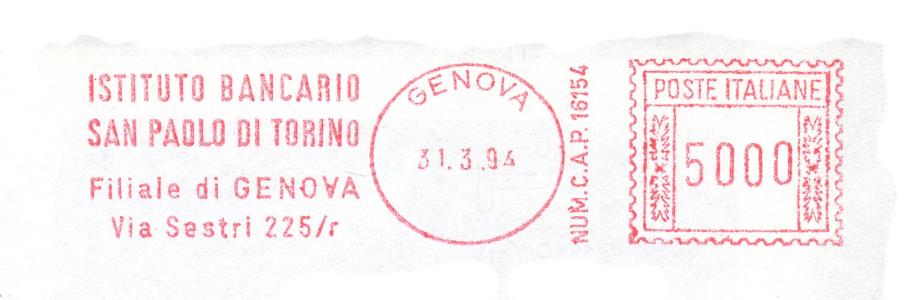 ISTITUTO BANCARIO
SAN PAOLO DI TORINO
Filiale di GENOVA
Via Sestri 225/r
GENOVA
31.3.94
NUM.C.A.P. 16154
POSTE ITALIANE
5000